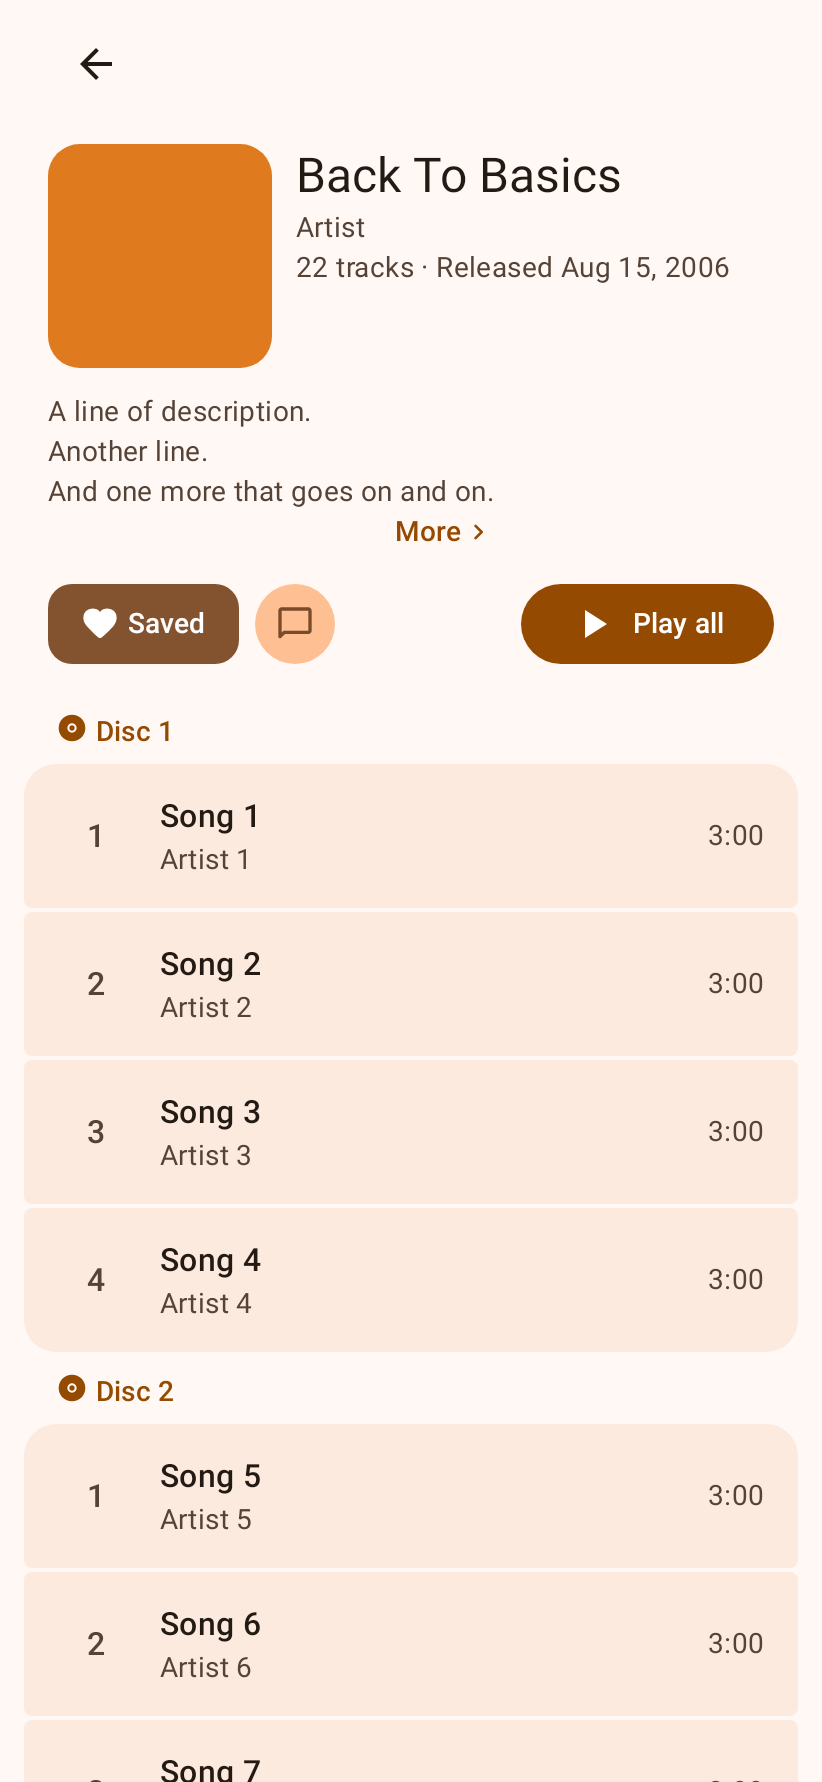 Back To Basics
Artist
22 tracks · Released Aug 15, 2006
A line of description.
Another line.
And one more that goes on and on.
More
Saved
Play all
Disc 1
1
Song 1
Artist 1
3:00
2
Song 2
Artist 2
3:00
3
Song 3
Artist 3
3:00
4
Song 4
Artist 4
3:00
Disc 2
1
Song 5
Artist 5
3:00
2
Song 6
Artist 6
3:00
Song 7